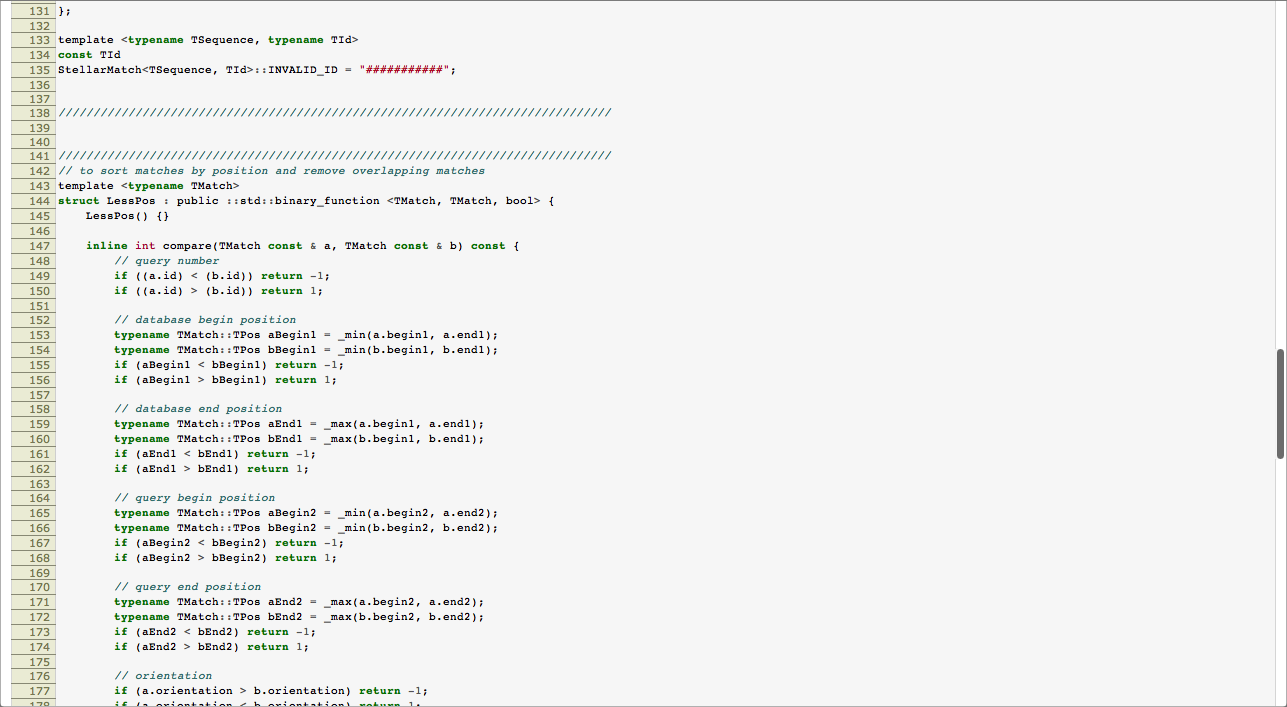 131 };
132
133 template <typename TSequence, typename TId>
134 const TId
135 StellarMatch<TSequence, TId>::INVALID_ID = "###########";
136
137
138 ///////////////////////////////////////////////////////////////////////////////
139
140
141 ///////////////////////////////////////////////////////////////////////////////
142 // to sort matches by position and remove overlapping matches
143 template <typename TMatch>
144 struct LessPos : public ::std::binary_function <TMatch, TMatch, bool> {
145     LessPos() {}
146
147     inline int compare(TMatch const & a, TMatch const & b) const {
148         // query number
149         if ((a.id) < (b.id)) return -1;
150         if ((a.id) > (b.id)) return 1;
151
152         // database begin position
153         typename TMatch::TPos aBegin1 = _min(a.begin1, a.end1);
154         typename TMatch::TPos bBegin1 = _min(b.begin1, b.end1);
155         if (aBegin1 < bBegin1) return -1;
156         if (aBegin1 > bBegin1) return 1;
157
158         // database end position
159         typename TMatch::TPos aEnd1 = _max(a.begin1, a.end1);
160         typename TMatch::TPos bEnd1 = _max(b.begin1, b.end1);
161         if (aEnd1 < bEnd1) return -1;
162         if (aEnd1 > bEnd1) return 1;
163
164         // query begin position
165         typename TMatch::TPos aBegin2 = _min(a.begin2, a.end2);
166         typename TMatch::TPos bBegin2 = _min(b.begin2, b.end2);
167         if (aBegin2 < bBegin2) return -1;
168         if (aBegin2 > bBegin2) return 1;
169
170         // query end position
171         typename TMatch::TPos aEnd2 = _max(a.begin2, a.end2);
172         typename TMatch::TPos bEnd2 = _max(b.begin2, b.end2);
173         if (aEnd2 < bEnd2) return -1;
174         if (aEnd2 > bEnd2) return 1;
175
176         // orientation
177         if (a.orientation > b.orientation) return -1;
178         if (a.orientation < b.orientation) return 1;